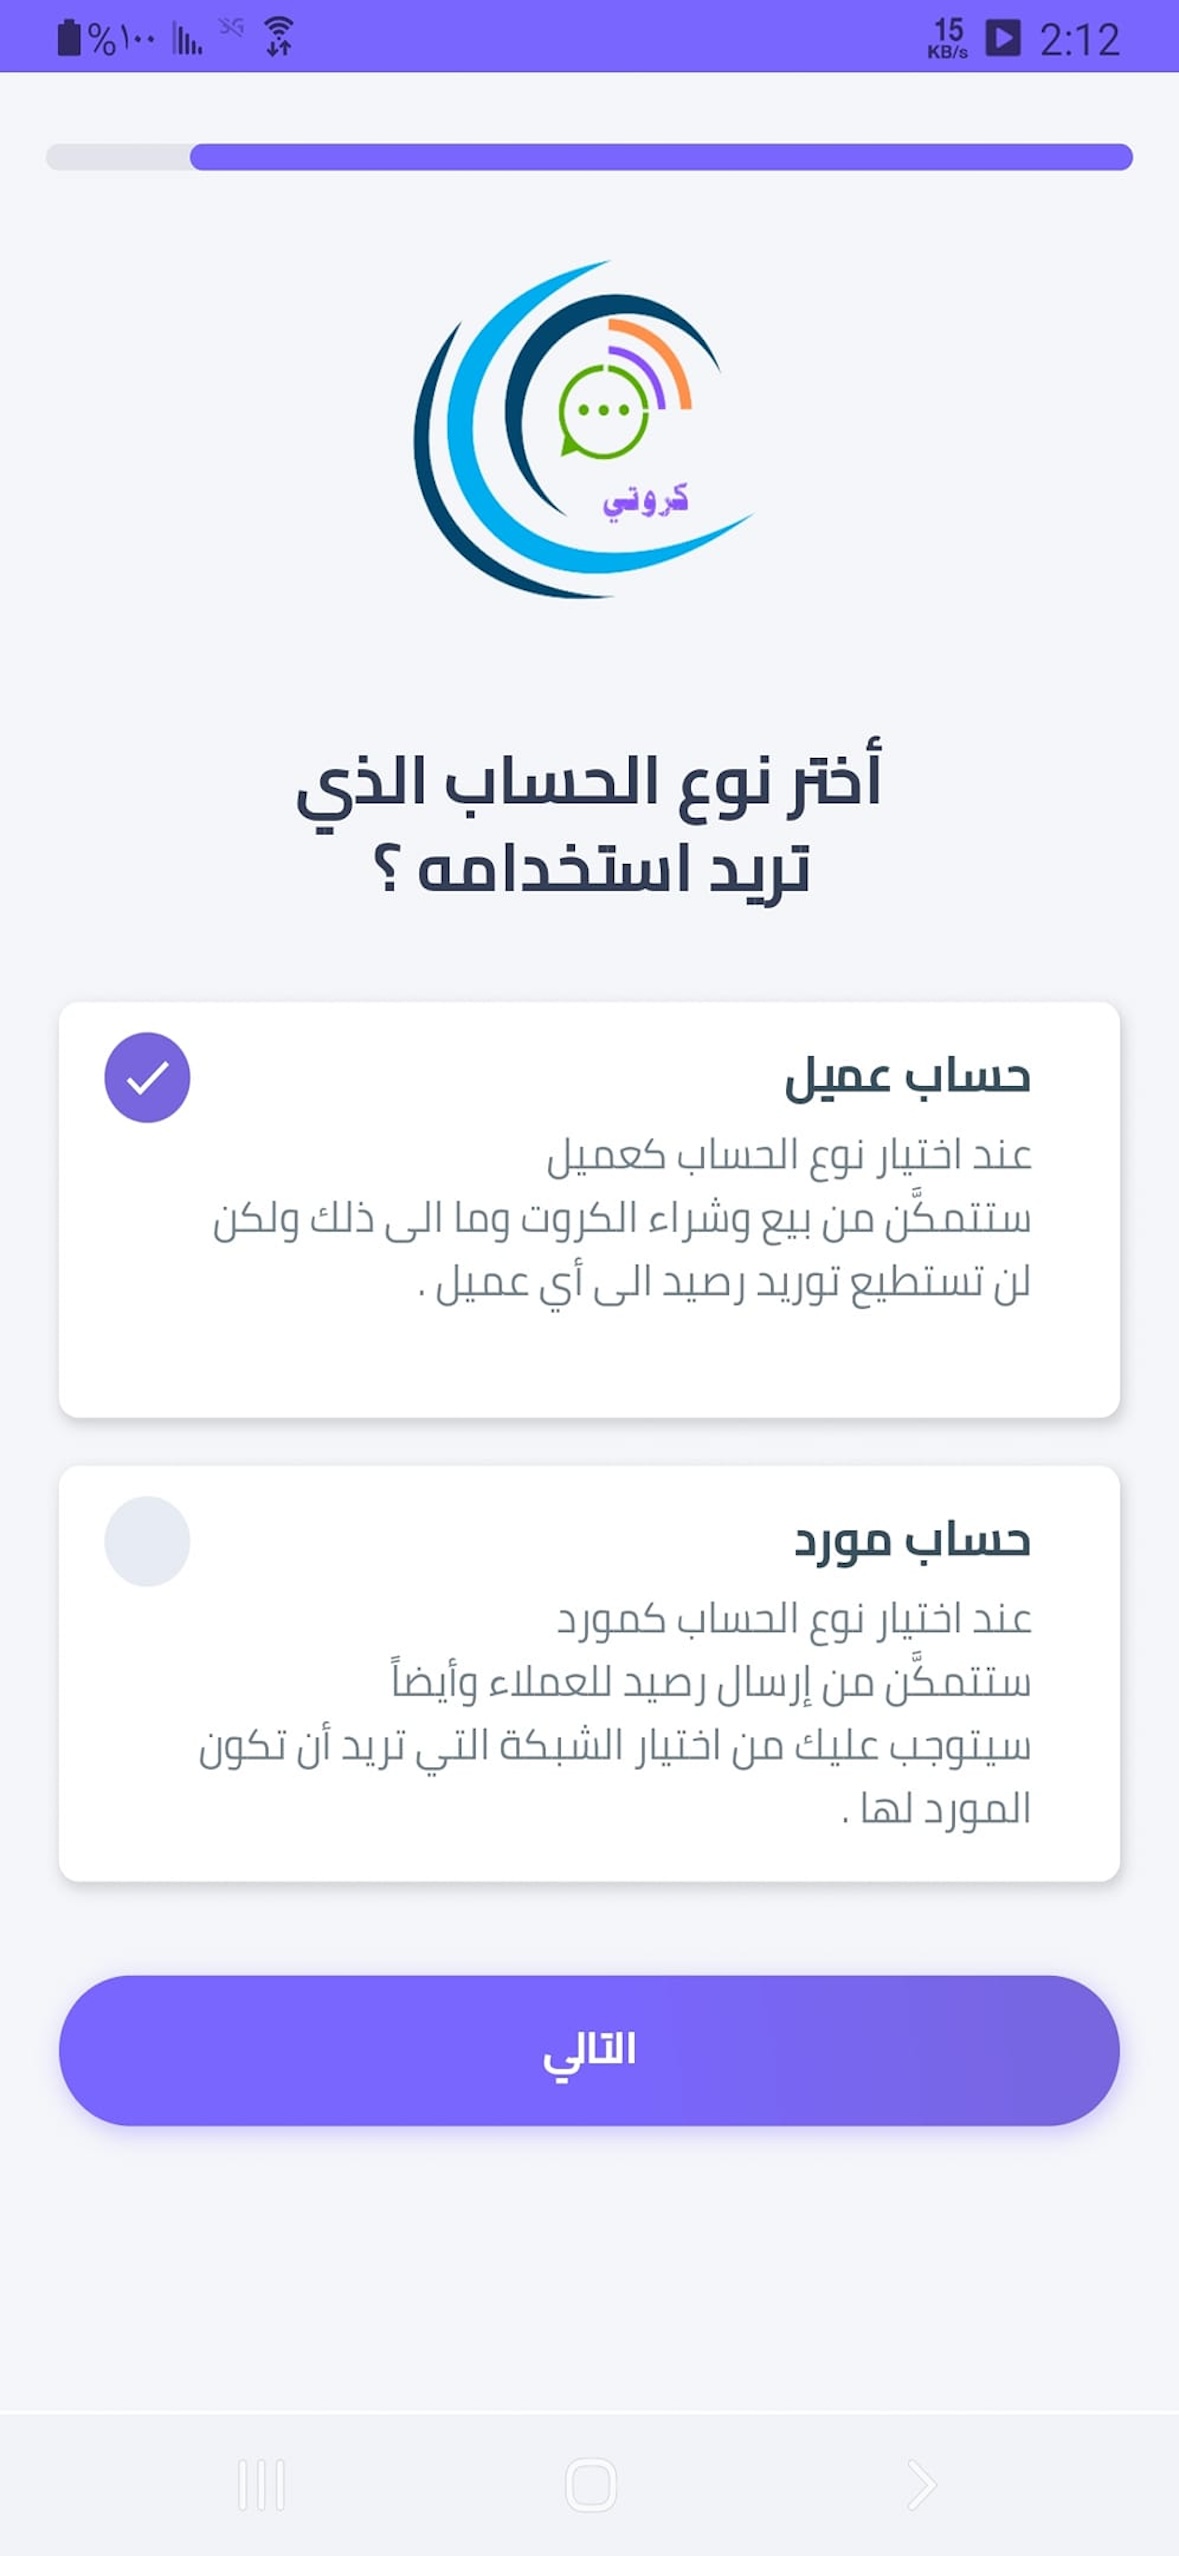 2:12
15
KB/s
3G
%١٠٠
كروتي
أختر نوع الحساب الذي
تريد استخدامه ؟
حساب عميل
عند اختيار نوع الحساب كعميل
ستتمكَّن من بيع وشراء الكروت وما الى ذلك ولكن
لن تستطيع توريد رصيد الى أي عميل .
حساب مورد
عند اختيار نوع الحساب كمورد
ستتمكَّن من إرسال رصيد للعملاء وأيضاً
سيتوجب عليك من اختيار الشبكة التي تريد أن تكون
المورد لها .
التالي